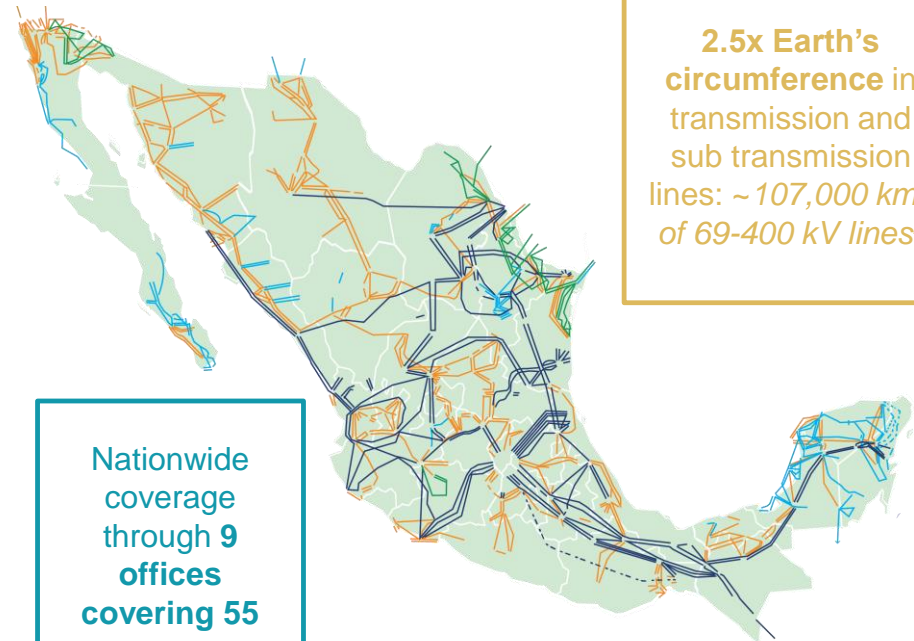 2.5x Earth’s
circumference in
transmission and
sub transmission
lines: ~107,000 km
of 69-400 kV lines
Nationwide
coverage
through 9
offices
covering 55